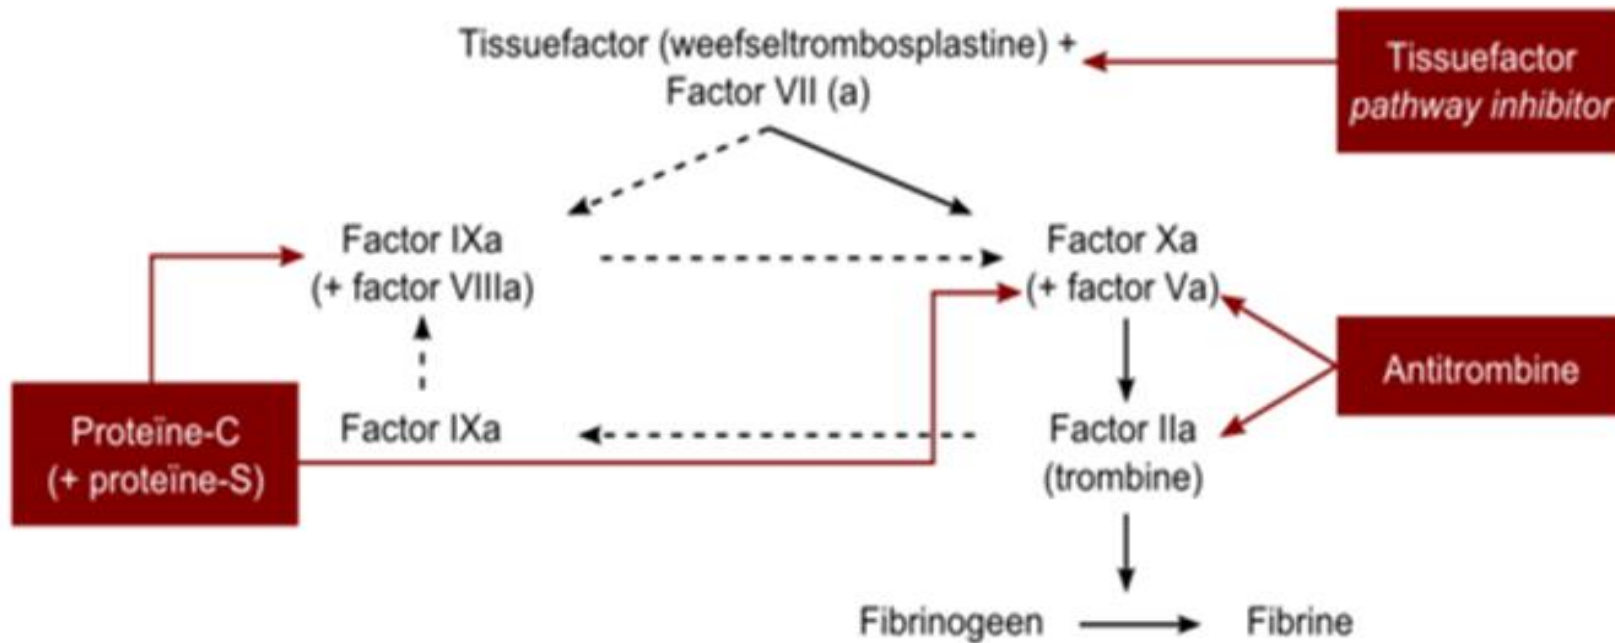 Tissuefactor (weefseltrombosplastine) +
Factor VII (a)
Tissuefactor
pathway inhibitor
Factor IXa
(+ factor VIIIa)
Factor Xa
(+ factor Va)
Antitrombine
Proteïne-C
(+ proteïne-S)
Factor IXa
Factor IIa
(trombine)
Fibrinogeen
Fibrine